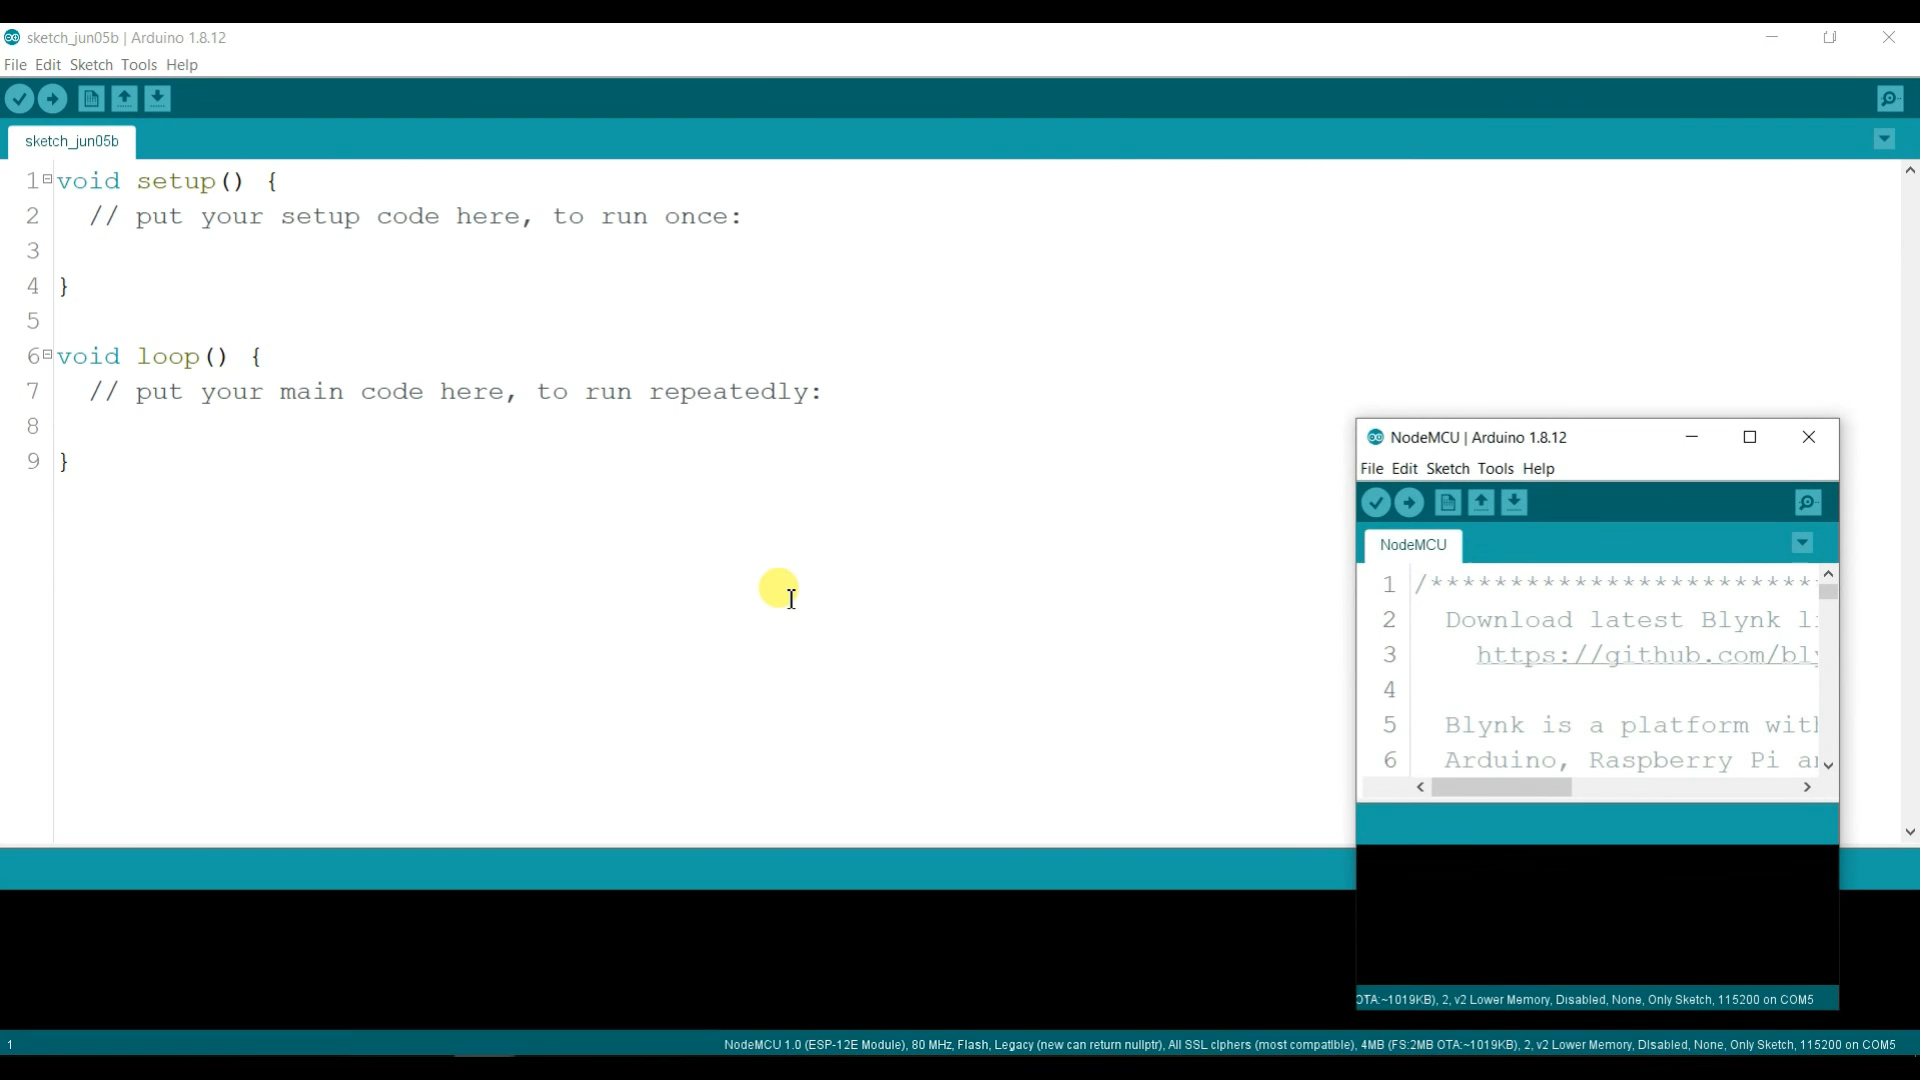 sketch_jun05b | Arduino 1.8.12
File Edit Sketch Tools Help
sketch_jun05b
1 void setup() {
2 // put your setup code here, to run once:
3
4 }
5
6 void loop() {
7 // put your main code here, to run repeatedly:
8
9 }
NodeMCU | Arduino 1.8.12
File Edit Sketch Tools Help
NodeMCU
1 /*************************
2 Download latest Blynk li
3 https://github.com/bly
4
5 Blynk is a platform with
6 Arduino, Raspberry Pi an
OTA:~1019KB), 2, v2 Lower Memory, Disabled, None, Only Sketch, 115200 on COM5
1 NodeMCU 1.0 (ESP-12E Module), 80 MHz, Flash, Legacy (new can return nullptr), All SSL ciphers (most compatible), 4MB (FS:2MB OTA:~1019KB), 2, v2 Lower Memory, Disabled, None, Only Sketch, 115200 on COM5